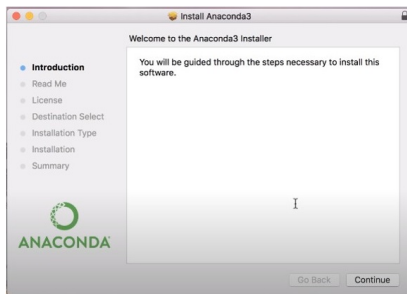 Install Anaconda3
Welcome to the Anaconda3 Installer
Introduction
Read Me
License
Destination Select
Installation Type
Installation
Summary
You will be guided through the steps necessary to install this
software.
ANACONDA
Go Back
Continue